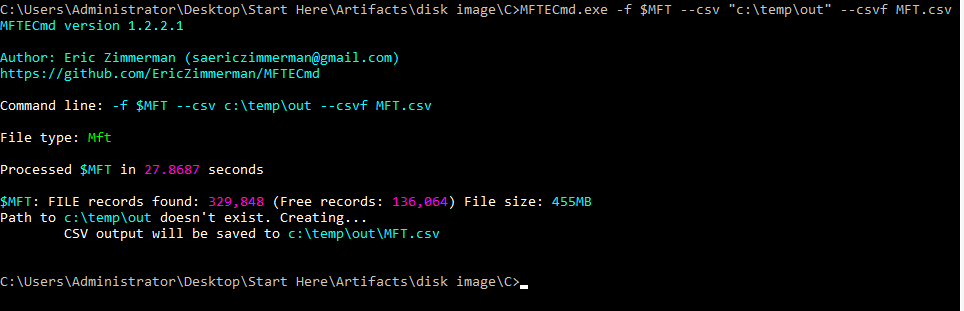 C:\Users\Administrator\Desktop\Start Here\Artifacts\disk image\C>MFTECmd.exe -f $MFT --csv "c:\temp\out" --csvf MFT.csv
MFTECmd version 1.2.2.1
Author: Eric Zimmerman (saericzimmerman@gmail.com)
https://github.com/EricZimmerman/MFTECmd
Command line: -f $MFT --csv c:\temp\out --csvf MFT.csv
File type: Mft
Processed $MFT in 27.8687 seconds
$MFT: FILE records found: 329,848 (Free records: 136,064) File size: 455MB
Path to c:\temp\out doesn't exist. Creating...
CSV output will be saved to c:\temp\out\MFT.csv
C:\Users\Administrator\Desktop\Start Here\Artifacts\disk image\C>